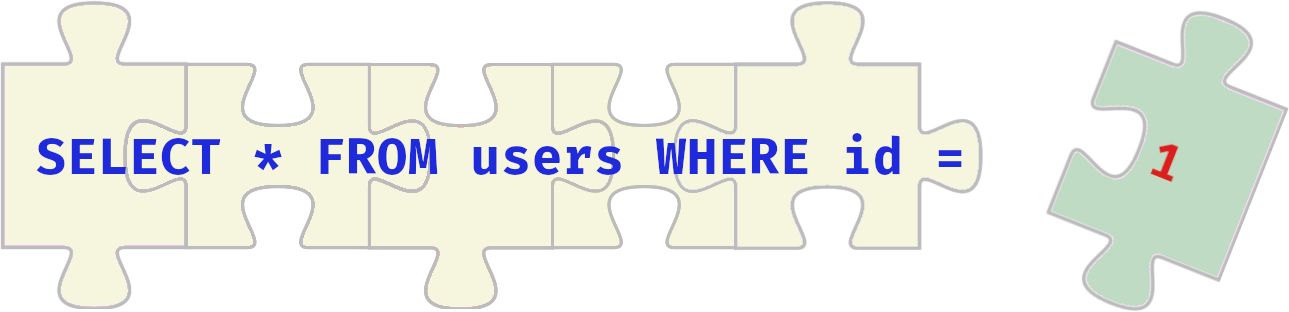 SELECT * FROM users WHERE id = 1